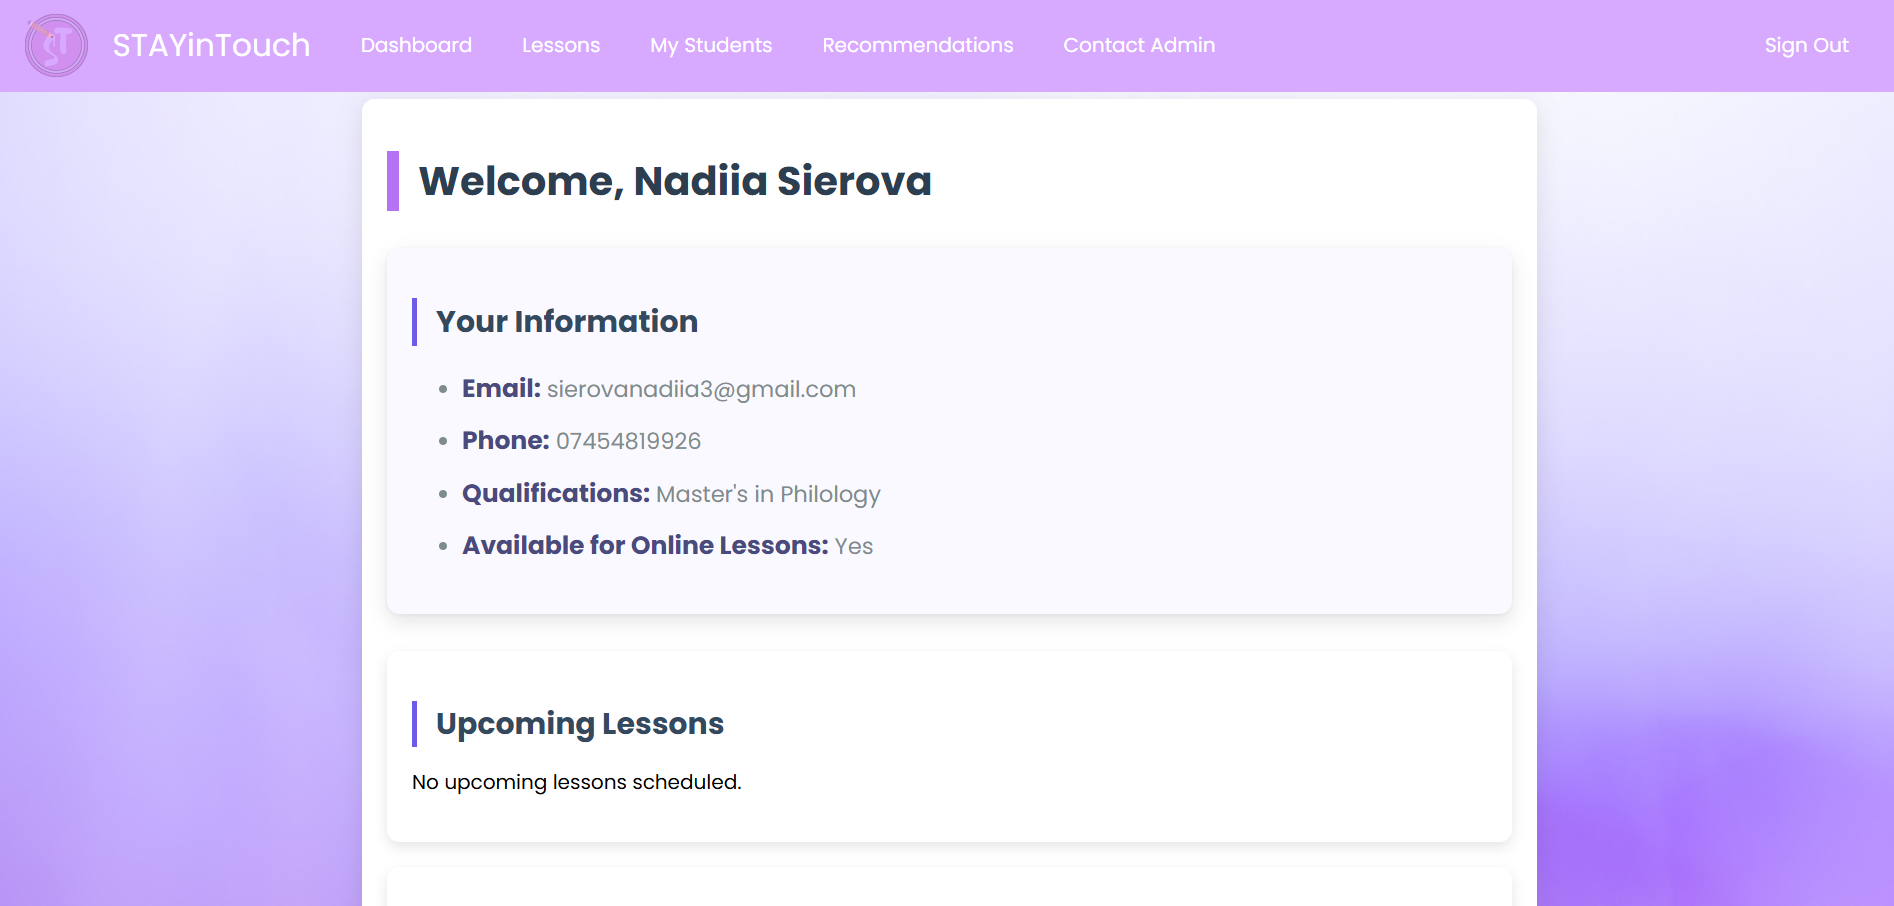 STAYinTouch Dashboard Lessons My Students Recommendations Contact Admin Sign Out
Welcome, Nadiia Sierova
Your Information
Email: sierovanadiia3@gmail.com
Phone: 07454819926
Qualifications: Master's in Philology
Available for Online Lessons: Yes
Upcoming Lessons
No upcoming lessons scheduled.